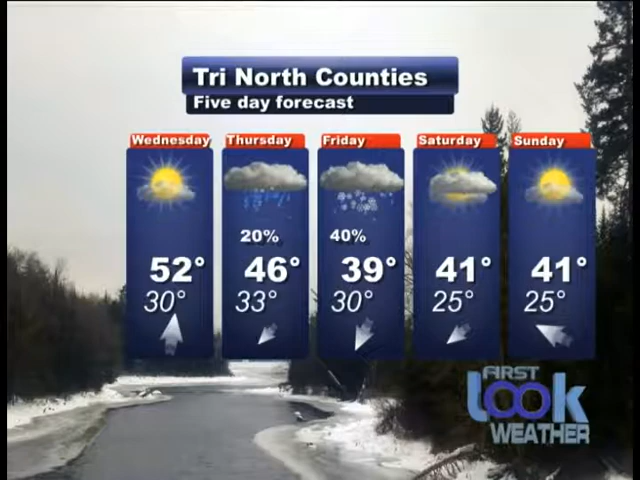 Tri North Counties
Five day forecast
Wednesday Thursday Friday Saturday Sunday
20% 40%
52° 46° 39° 41° 41°
30° 33° 30° 25° 25°
FIRST
LOOK
WEATHER